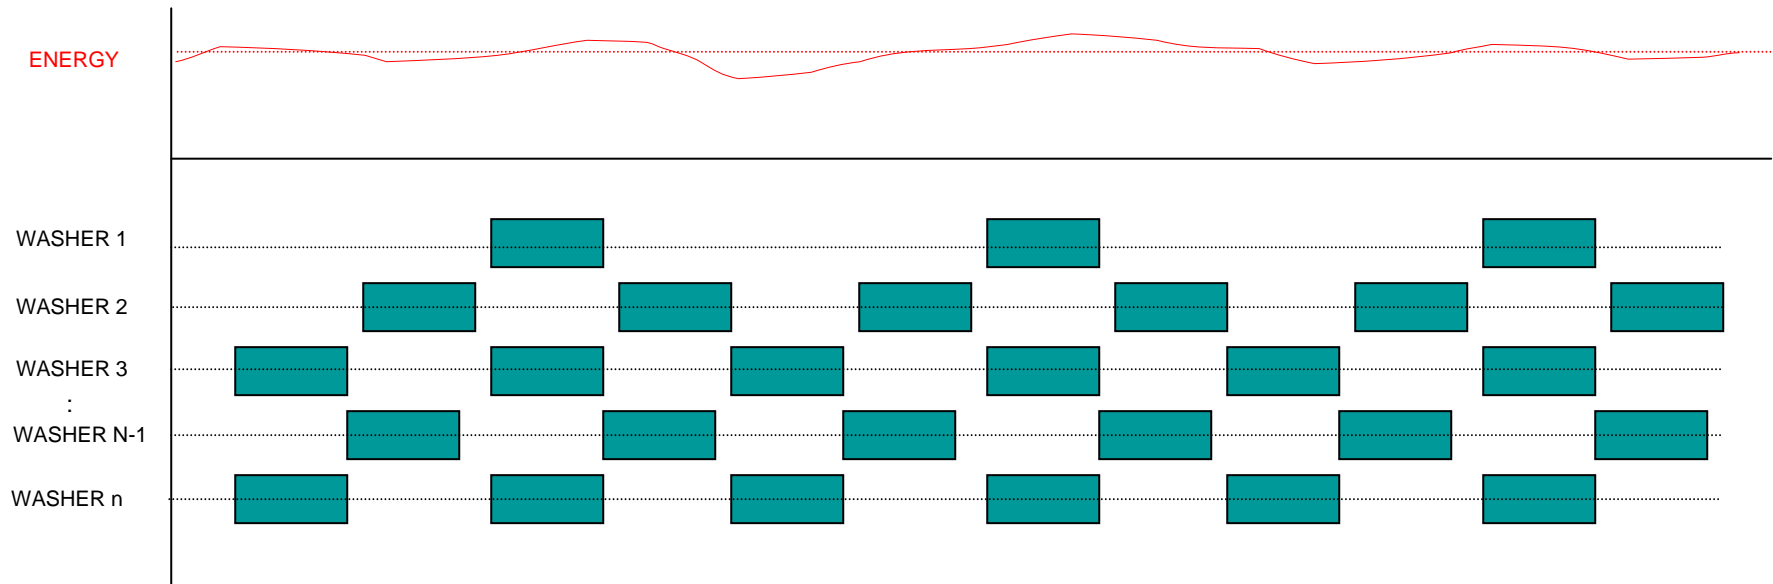 ENERGY
WASHER 1
WASHER 2
WASHER 3
:
WASHER N-1
WASHER n